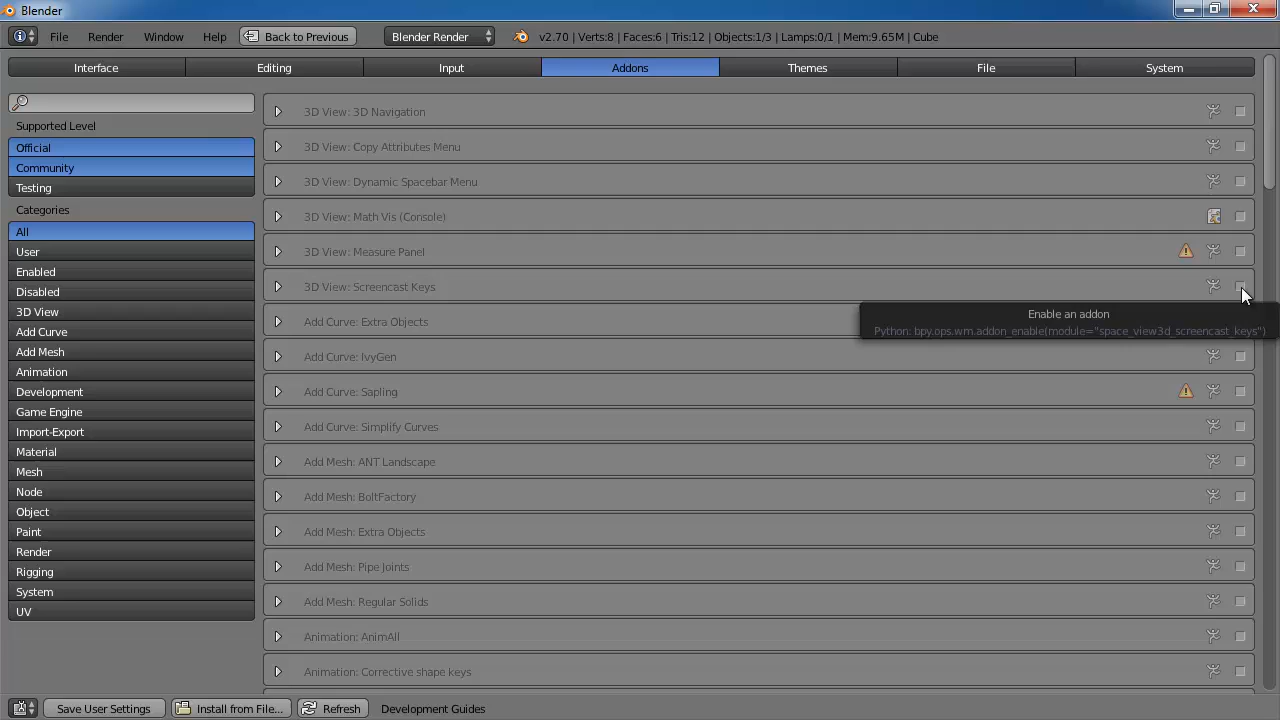 Blender
File Render Window Help Back to Previous Blender Render v2.70 | Verts:8 | Faces:6 | Tris:12 | Objects:1/3 | Lamps:0/1 | Mem:9.65M | Cube
Interface Editing Input Addons Themes File System
Supported Level
Official
Community
Testing
Categories
All
User
Enabled
Disabled
3D View
Add Curve
Add Mesh
Animation
Development
Game Engine
Import-Export
Material
Mesh
Node
Object
Paint
Render
Rigging
System
UV
3D View: 3D Navigation
3D View: Copy Attributes Menu
3D View: Dynamic Spacebar Menu
3D View: Math Vis (Console)
3D View: Measure Panel
3D View: Screencast Keys
Add Curve: Extra Objects
Enable an addon
Python: bpy.ops.wm.addon_enable(module="space_view3d_screencast_keys")
Add Curve: IvyGen
Add Curve: Sapling
Add Curve: Simplify Curves
Add Mesh: ANT Landscape
Add Mesh: BoltFactory
Add Mesh: Extra Objects
Add Mesh: Pipe Joints
Add Mesh: Regular Solids
Animation: AnimAll
Animation: Corrective shape keys
Save User Settings Install from File... Refresh Development Guides